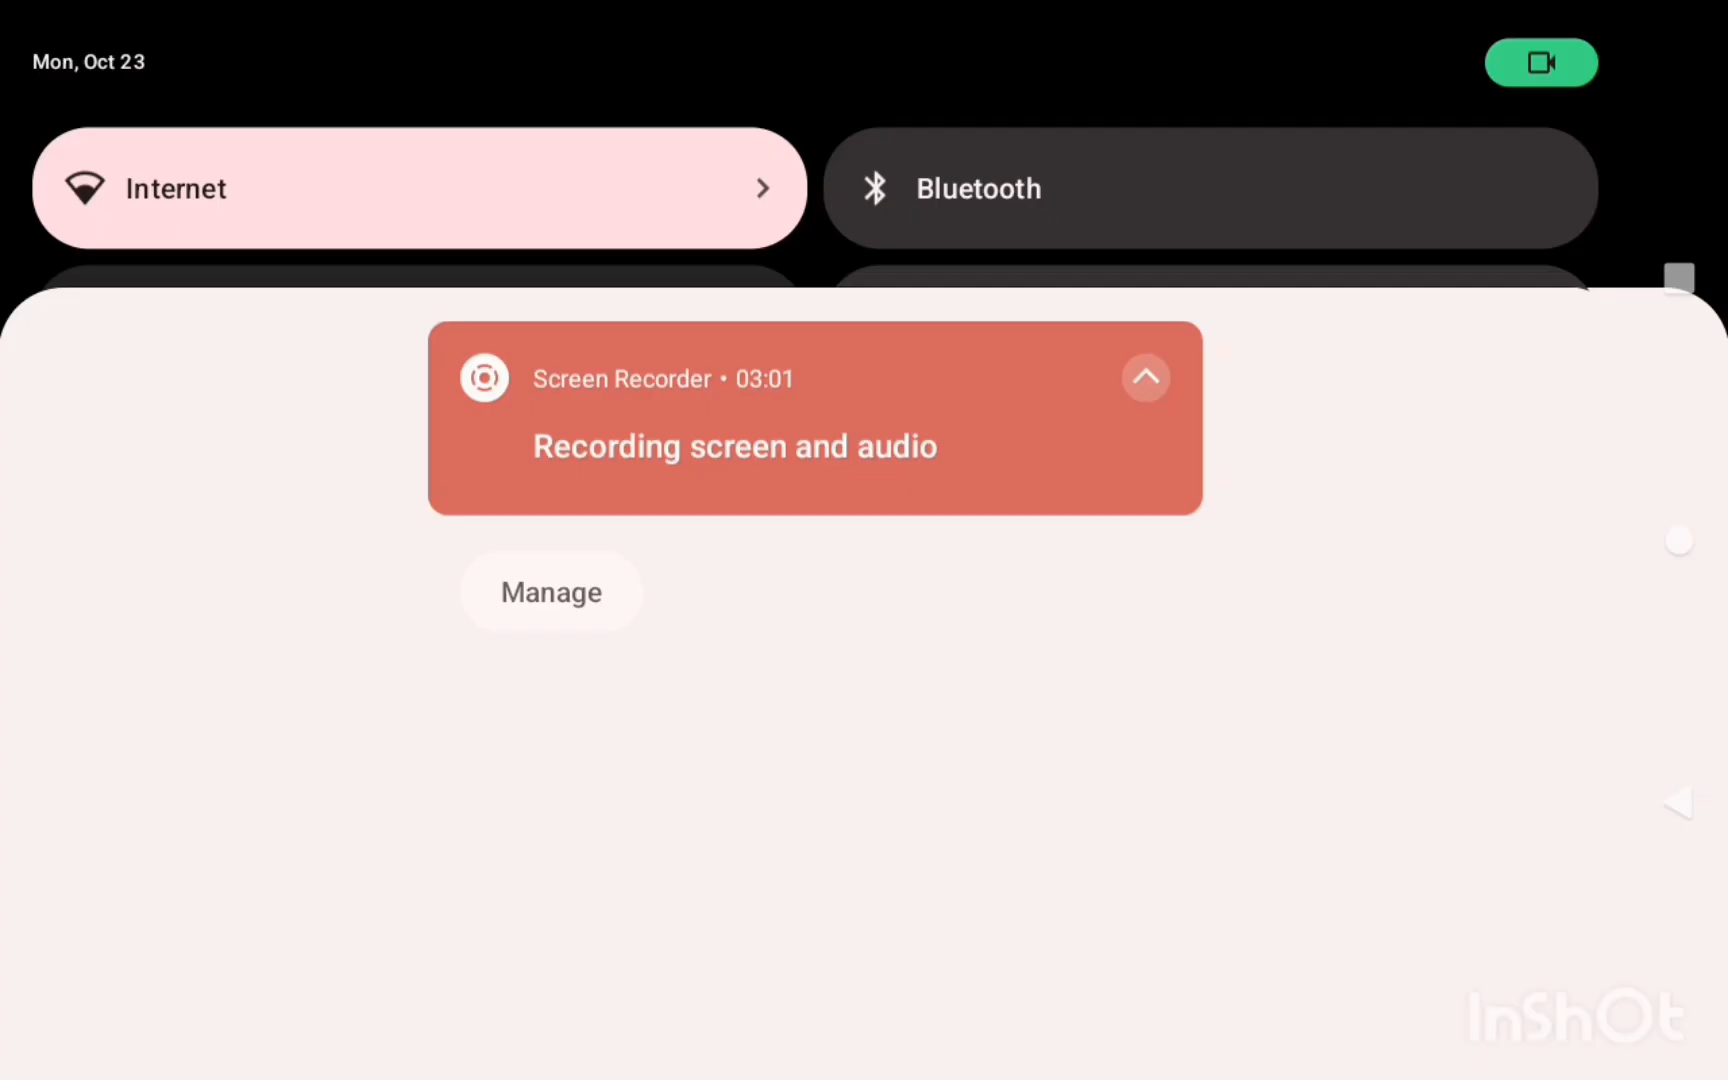 Mon, Oct 23
Internet
Bluetooth
Screen Recorder • 03:01
Recording screen and audio
Manage
InShOt